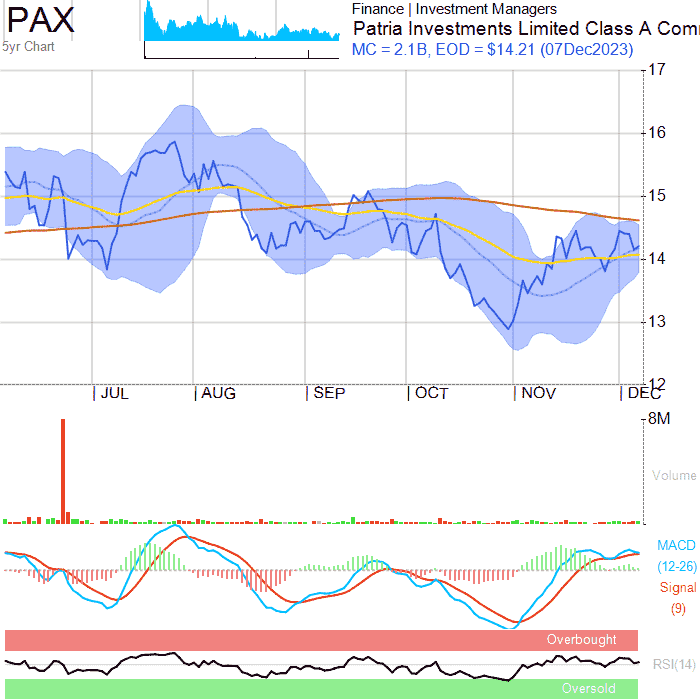 PAX
5yr Chart
Finance | Investment Managers
Patria Investments Limited Class A Com
MC = 2.1B, EOD = $14.21 (07Dec2023)
17
16
15
14
13
12
JUL AUG SEP OCT NOV DEC
8M
Volume
MACD
(12-26)
Signal
(9)
Overbought
RSI(14)
Oversold